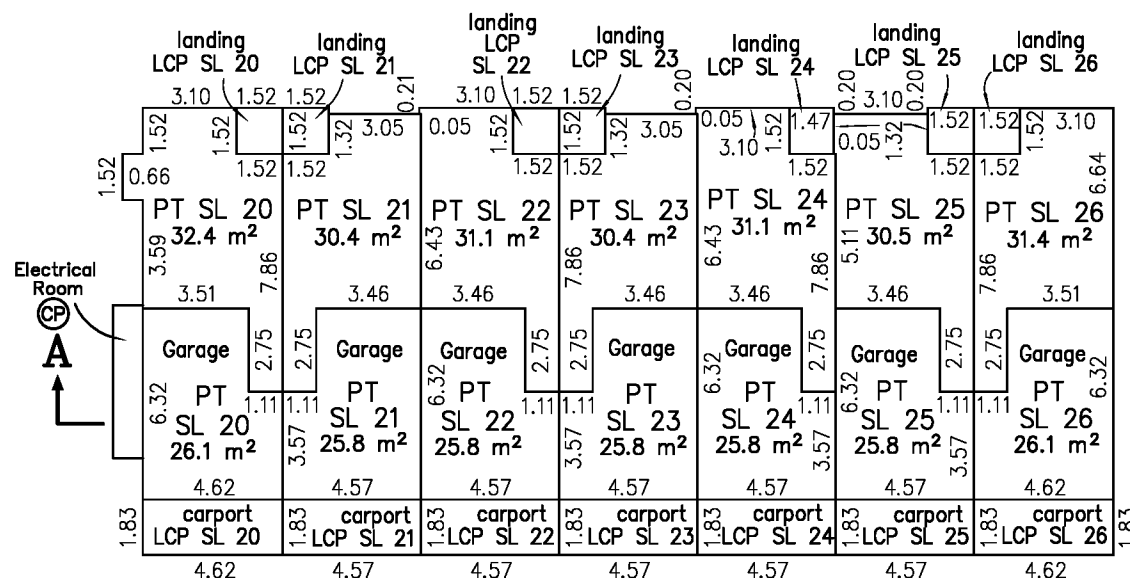 landing
LCP SL 20
landing
LCP SL 21
landing
LCP
SL 22
landing
LCP SL 23
landing
LCP SL 24
landing
LCP SL 25
landing
LCP SL 26
3.10 1.52 1.52 0.21 3.10 1.52 1.52 0.20 0.20 3.10 0.20
1.52 1.52 1.52 1.32 3.05 0.05 1.52 1.52 1.32 3.05 0.05 3.10 1.52 1.47 0.05 1.32 1.52 1.52 1.52 3.10
1.52 0.66 1.52 1.52 1.52 1.52 1.52 1.52 1.52 6.64
PT SL 20
32.4 m²
PT SL 21
30.4 m²
PT SL 22
31.1 m²
PT SL 23
30.4 m²
PT SL 24
31.1 m²
PT SL 25
30.5 m²
PT SL 26
31.4 m²
3.59 7.86 6.43 7.86 6.43 7.86 5.11 7.86
Electrical
Room
CP
A
3.51 3.46 3.46 3.46 3.46 3.46 3.51
2.75 2.75 2.75 2.75 2.75 2.75 2.75
Garage
PT
SL 20
26.1 m²
Garage
PT
SL 21
25.8 m²
Garage
PT
SL 22
25.8 m²
Garage
PT
SL 23
25.8 m²
Garage
PT
SL 24
25.8 m²
Garage
PT
SL 25
25.8 m²
Garage
PT
SL 26
26.1 m²
6.32 6.32 6.32 6.32 6.32
1.11 1.11 1.11 1.11 1.11 1.11 1.11
3.57 3.57 3.57 3.57
4.62 4.57 4.57 4.57 4.57 4.57 4.62
1.83 1.83 1.83 1.83 1.83 1.83 1.83 1.83
carport
LCP SL 20
carport
LCP SL 21
carport
LCP SL 22
carport
LCP SL 23
carport
LCP SL 24
carport
LCP SL 25
carport
LCP SL 26
4.62 4.57 4.57 4.57 4.57 4.57 4.62